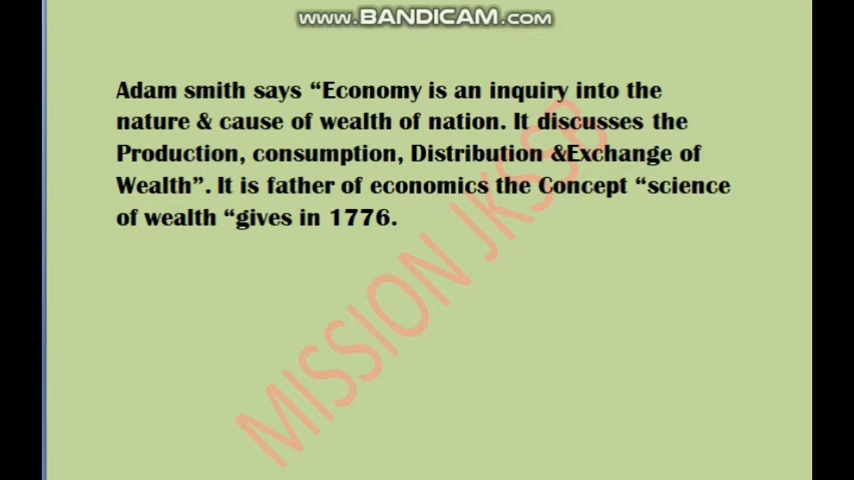 www.BANDICAM.com
Adam smith says “Economy is an inquiry into the
nature & cause of wealth of nation. It discusses the
Production, consumption, Distribution &Exchange of
Wealth”. It is father of economics the Concept “science
of wealth “gives in 1776.
MISSION JKSSB